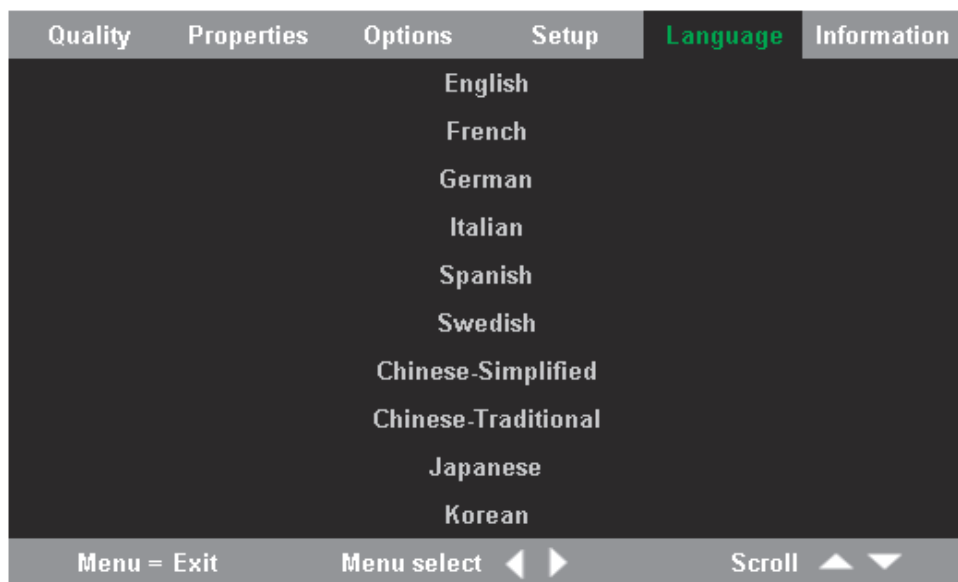 Quality Properties Options Setup Language Information
English
French
German
Italian
Spanish
Swedish
Chinese-Simplified
Chinese-Traditional
Japanese
Korean
Menu = Exit Menu select Scroll